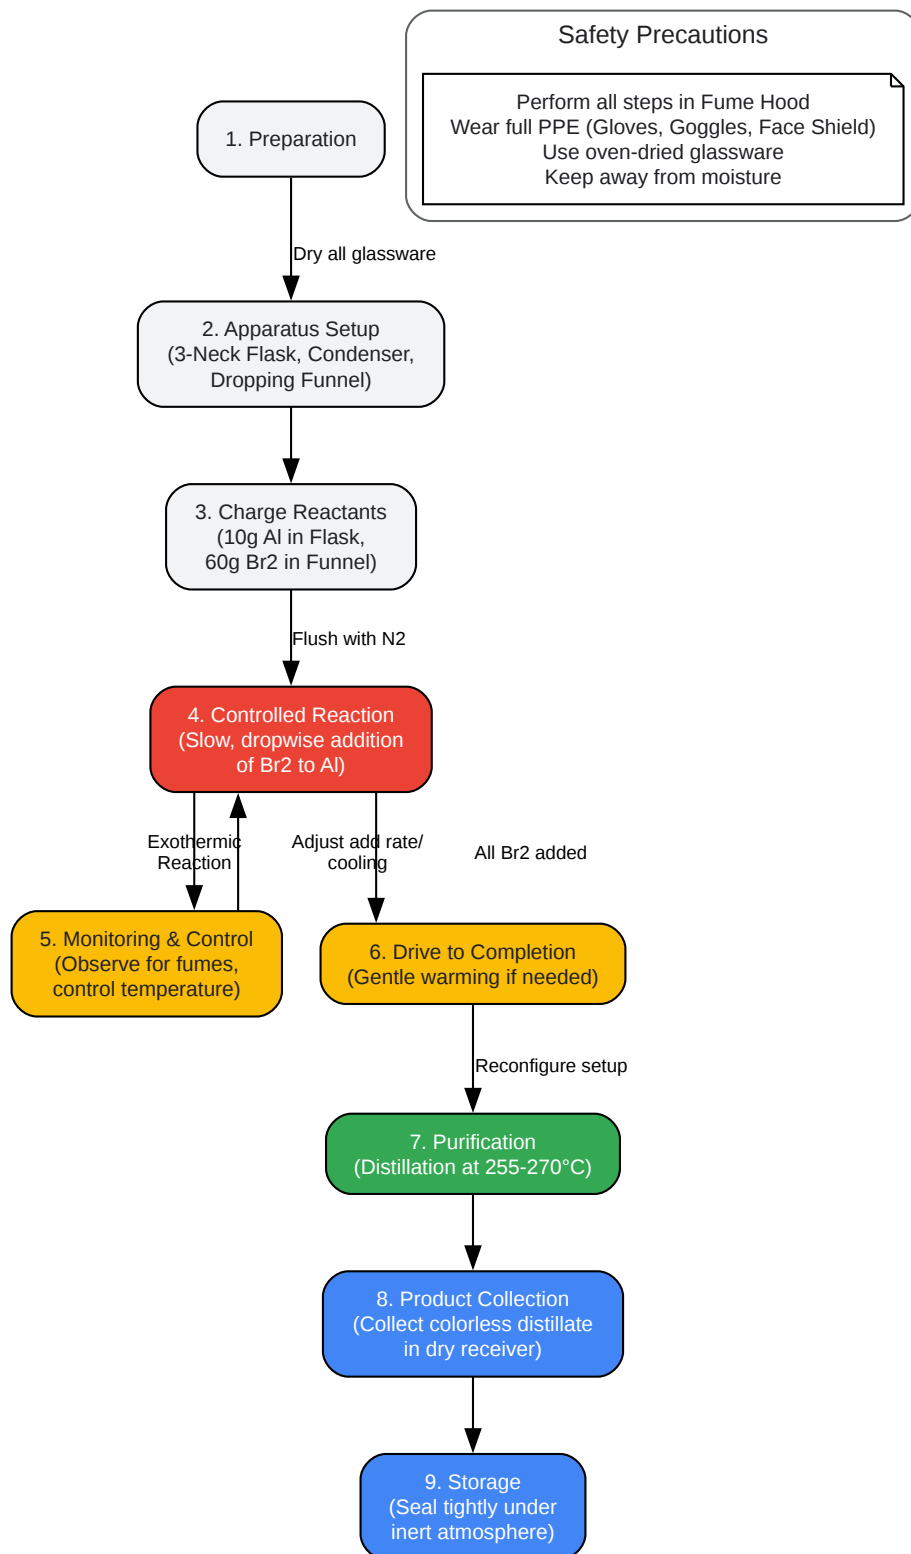 Safety Precautions
Perform all steps in Fume Hood
Wear full PPE (Gloves, Goggles, Face Shield)
Use oven-dried glassware
Keep away from moisture
1. Preparation
Dry all glassware
2. Apparatus Setup
(3-Neck Flask, Condenser,
Dropping Funnel)
3. Charge Reactants
(10g Al in Flask,
60g Br2 in Funnel)
Flush with N2
4. Controlled Reaction
(Slow, dropwise addition
of Br2 to Al)
Exothermic
Reaction
Adjust add rate/
cooling
All Br2 added
5. Monitoring & Control
(Observe for fumes,
control temperature)
6. Drive to Completion
(Gentle warming if needed)
Reconfigure setup
7. Purification
(Distillation at 255-270°C)
8. Product Collection
(Collect colorless distillate
in dry receiver)
9. Storage
(Seal tightly under
inert atmosphere)